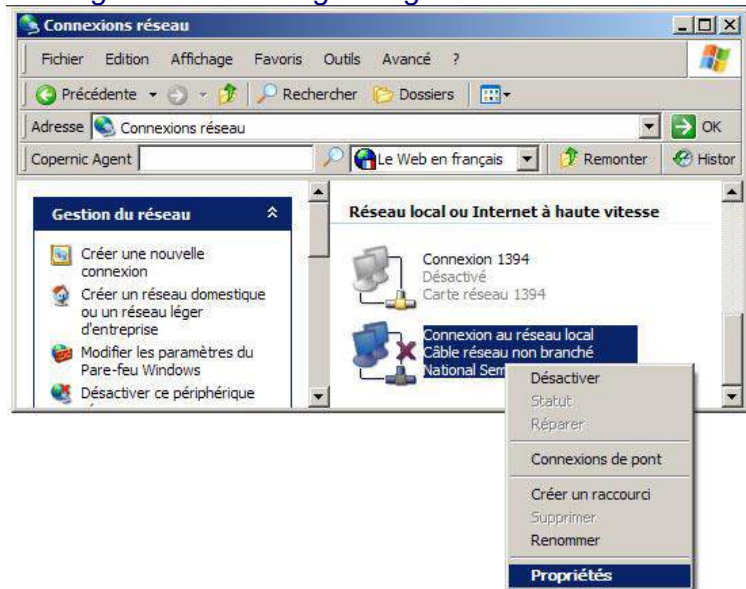 Connexions réseau
Fichier Edition Affichage Favoris Outils Avancé ?
Précédente Rechercher Dossiers
Adresse Connexions réseau OK
Copernic Agent Le Web en français Remonter Histor
Gestion du réseau
Créer une nouvelle
connexion
Créer un réseau domestique
ou un réseau léger
d'entreprise
Modifier les paramètres du
Pare-feu Windows
Désactiver ce périphérique
Réseau local ou Internet à haute vitesse
Connexion 1394
Désactivé
Carte réseau 1394
Connexion au réseau local
Câble réseau non branché
National Sem
Désactiver
Statut
Réparer
Connexions de pont
Créer un raccourci
Supprimer
Renommer
Propriétés